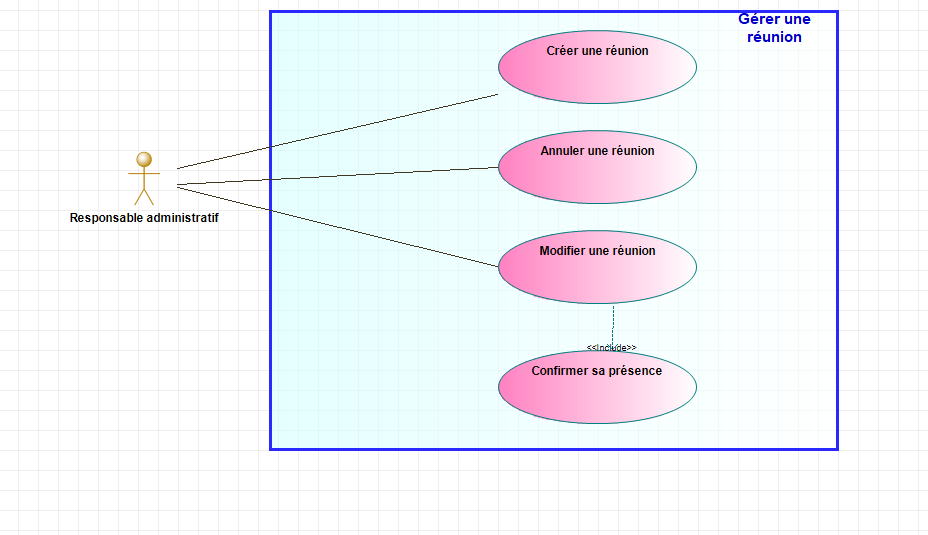 Gérer une
réunion
Créer une réunion
Annuler une réunion
Responsable administratif
Modifier une réunion
<<Include>>
Confirmer sa présence